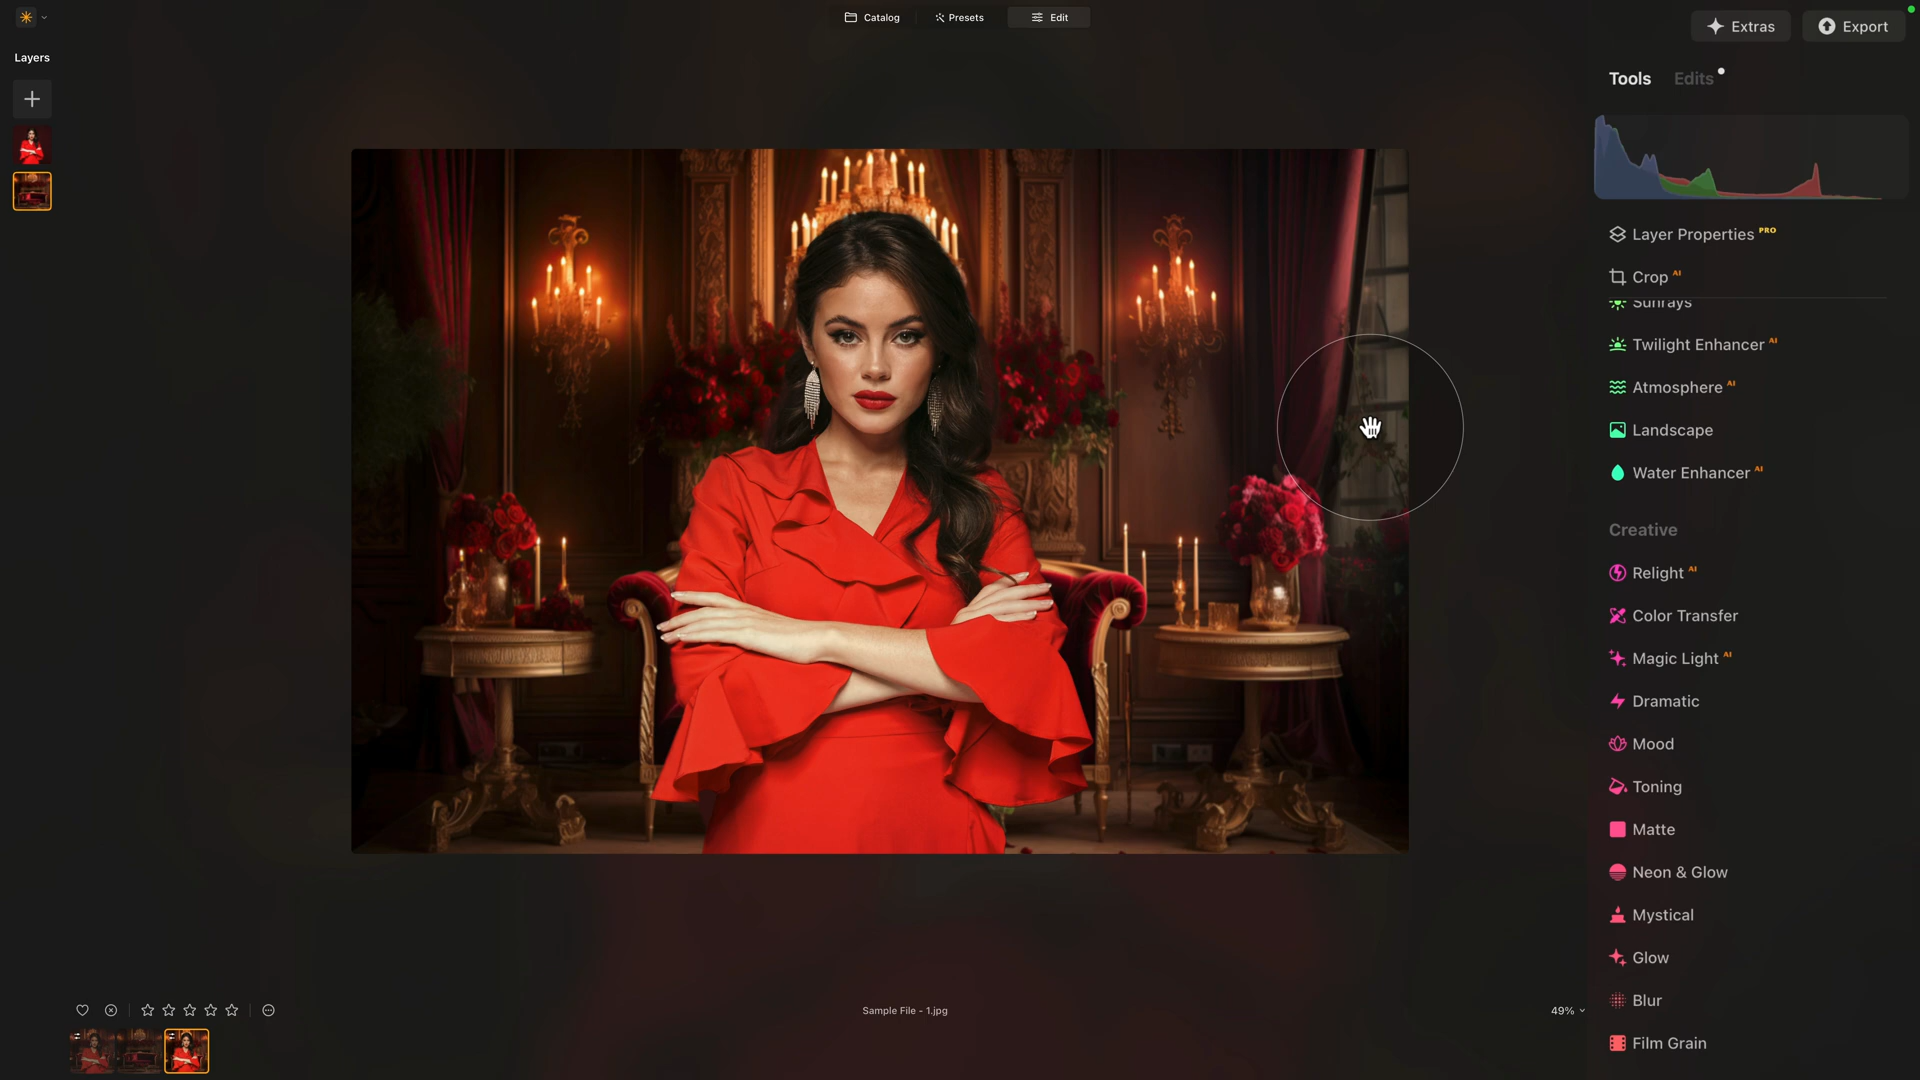 Catalog
Presets
Edit
Extras
Export
Layers
Tools
Edits
Layer Properties PRO
Crop AI
Sunrays
Twilight Enhancer AI
Atmosphere AI
Landscape
Water Enhancer AI
Creative
Relight AI
Color Transfer
Magic Light AI
Dramatic
Mood
Toning
Matte
Neon & Glow
Mystical
Glow
Blur
Film Grain
Sample File - 1.jpg
49%